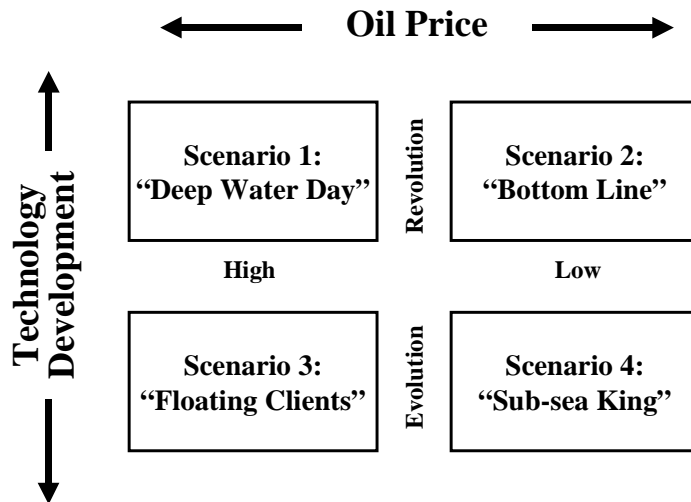 Oil Price
Technology
Development
Scenario 1:
“Deep Water Day”
Revolution
Scenario 2:
“Bottom Line”
High
Low
Scenario 3:
“Floating Clients”
Evolution
Scenario 4:
“Sub-sea King”